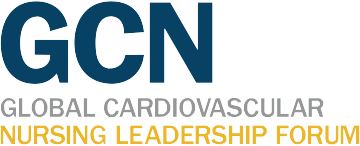 GCN
GLOBAL CARDIOVASCULAR
NURSING LEADERSHIP FORUM